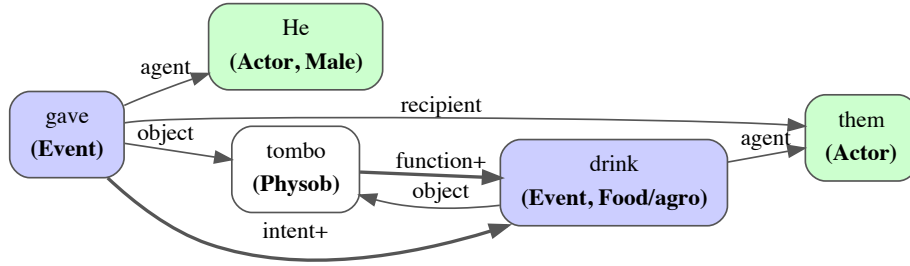 He
(Actor, Male)
agent
gave
(Event)
recipient
object
tombo
(Physob)
function+
object
drink
(Event, Food/agro)
agent
them
(Actor)
intent+